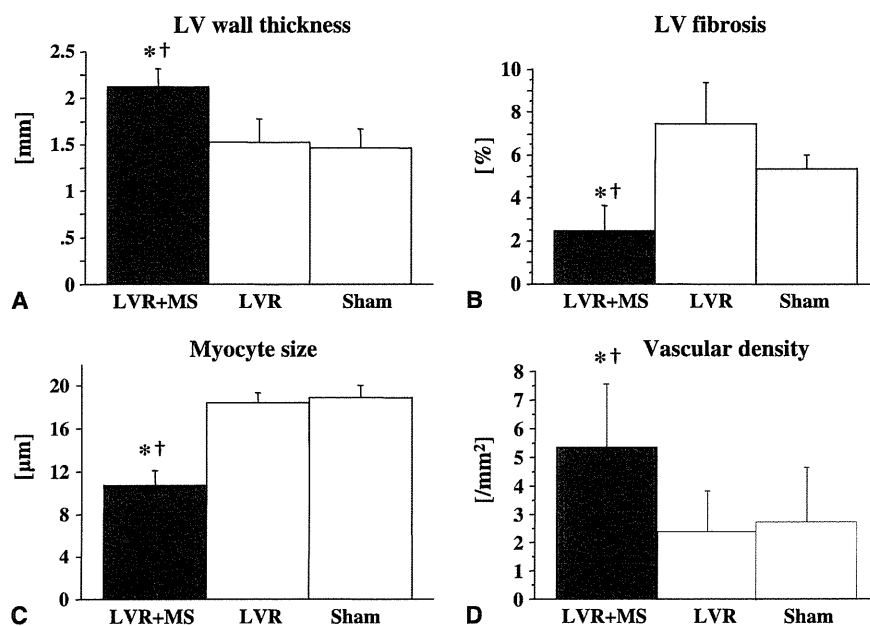 LV wall thickness
*†
2.5
2
1.5
1
.5
0
[mm]
A
LVR+MS LVR Sham
LV fibrosis
10
8
6
4
2
0
[%]
*†
B
LVR+MS LVR Sham
Myocyte size
20
16
12
8
4
0
[µm]
*†
C
LVR+MS LVR Sham
Vascular density
*†
8
7
6
5
4
3
2
1
0
[/mm²]
D
LVR+MS LVR Sham